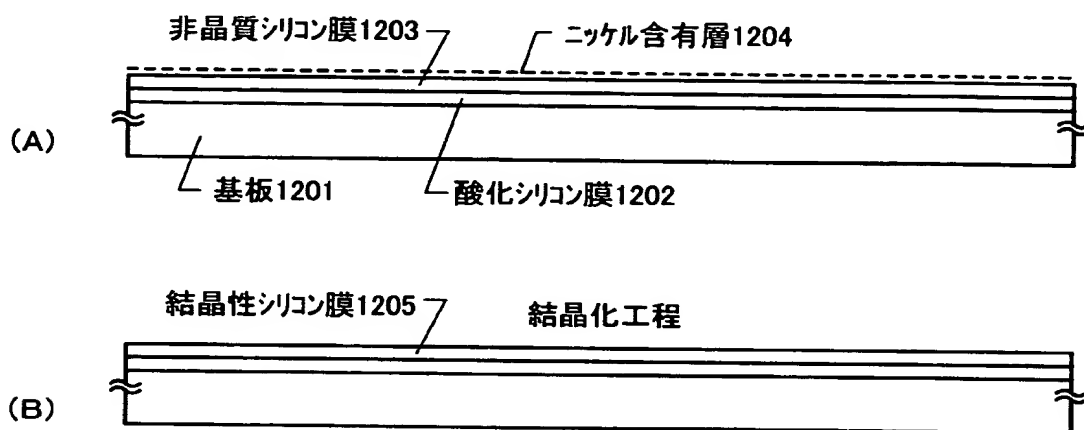 非晶質シリコン膜1203
ニッケル含有層1204
(A)
基板1201
酸化シリコン膜1202
結晶性シリコン膜1205
結晶化工程
(B)